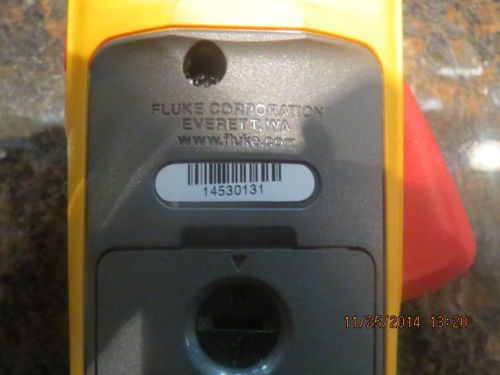 FLUKE CORPORATION
EVERETT, WA
www.fluke.com
14530131
11/25/2014 13:20